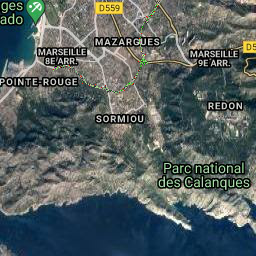 ges
ado
D559
MAZARGUES
MARSEILLE
8E ARR.
MARSEILLE
9E ARR.
D5
POINTE-ROUGE
REDON
SORMIOU
Parc national
des Calanques